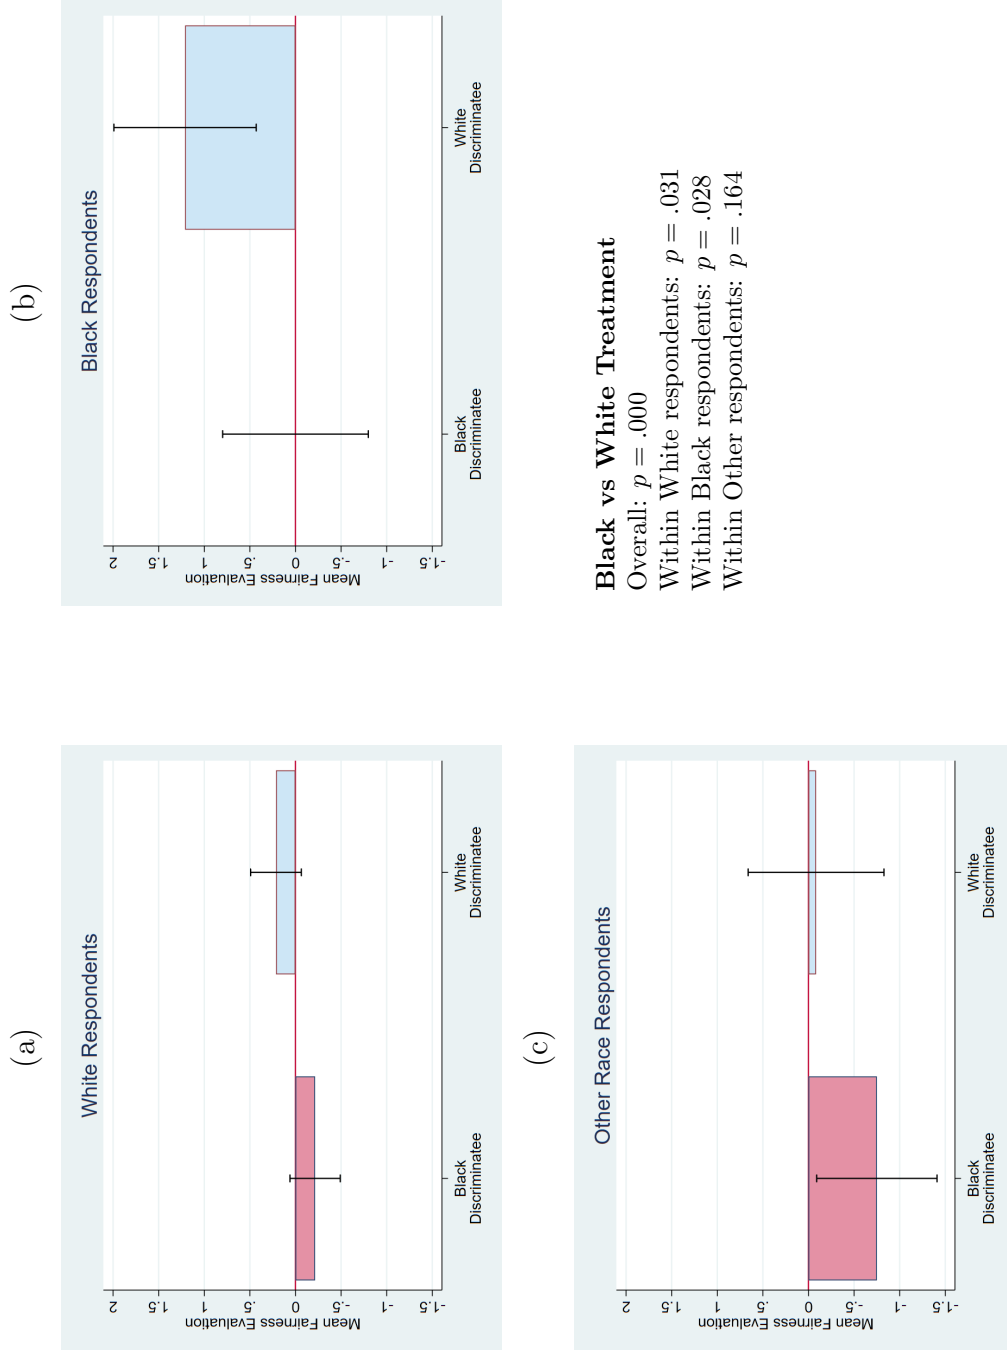 (a)
White Respondents
Mean Fairness Evaluation
2
1.5
1
.5
0
-.5
-1
-1.5
Black
Discriminatee
White
Discriminatee
(b)
Black Respondents
Mean Fairness Evaluation
2
1.5
1
.5
0
-.5
-1
-1.5
Black
Discriminatee
White
Discriminatee
(c)
Other Race Respondents
Mean Fairness Evaluation
2
1.5
1
.5
0
-.5
-1
-1.5
Black
Discriminatee
White
Discriminatee
Black vs White Treatment
Overall: p = .000
Within White respondents: p = .031
Within Black respondents: p = .028
Within Other respondents: p = .164